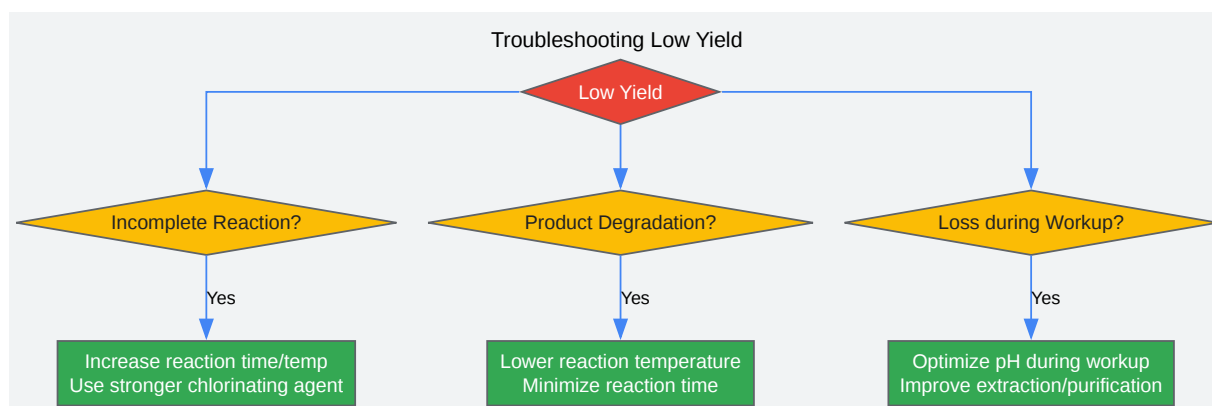 Troubleshooting Low Yield
Low Yield
Incomplete Reaction?
Product Degradation?
Loss during Workup?
Yes
Yes
Yes
Increase reaction time/temp
Use stronger chlorinating agent
Lower reaction temperature
Minimize reaction time
Optimize pH during workup
Improve extraction/purification